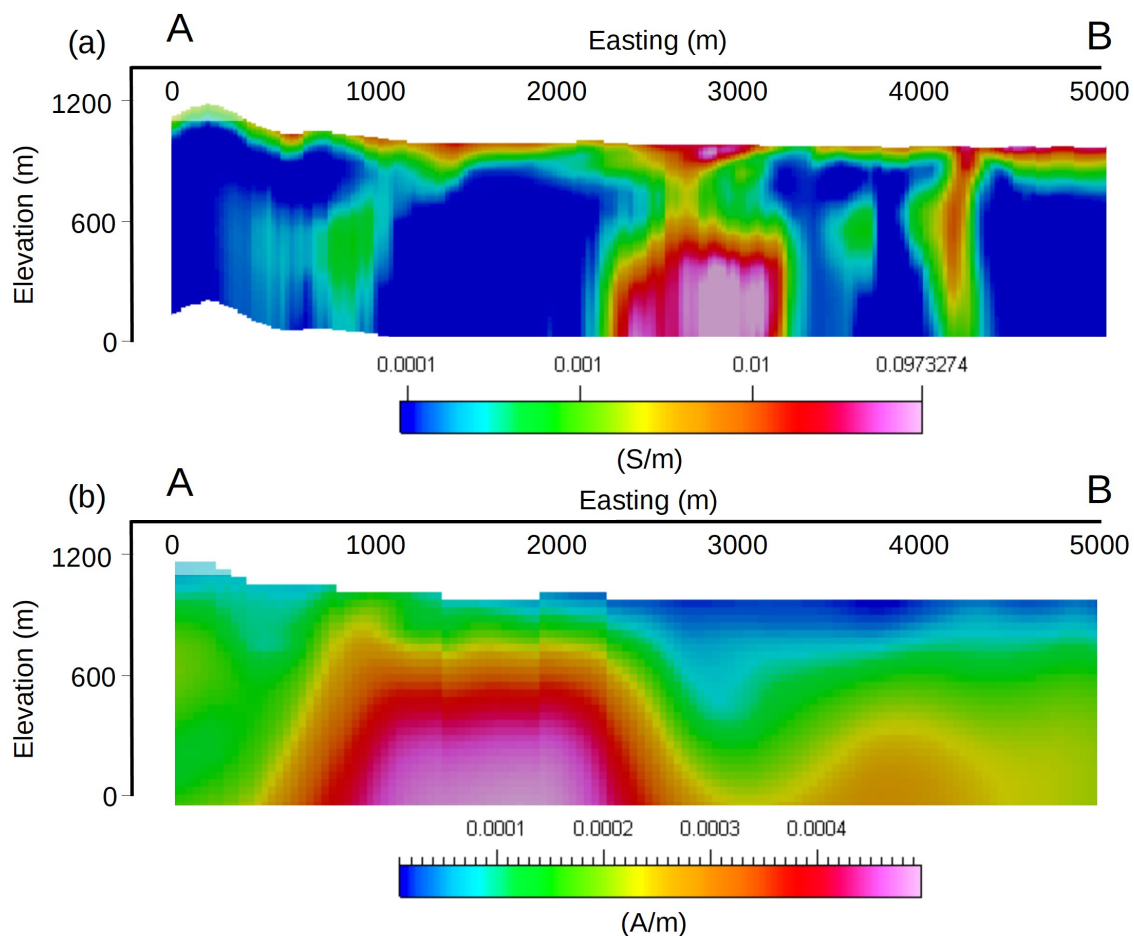 (a)
A
Easting (m)
B
0 1000 2000 3000 4000 5000
1200
600
0
Elevation (m)
0.0001 0.001 0.01 0.0973274
(S/m)
(b)
A
Easting (m)
B
0 1000 2000 3000 4000 5000
1200
600
0
Elevation (m)
0.0001 0.0002 0.0003 0.0004
(A/m)